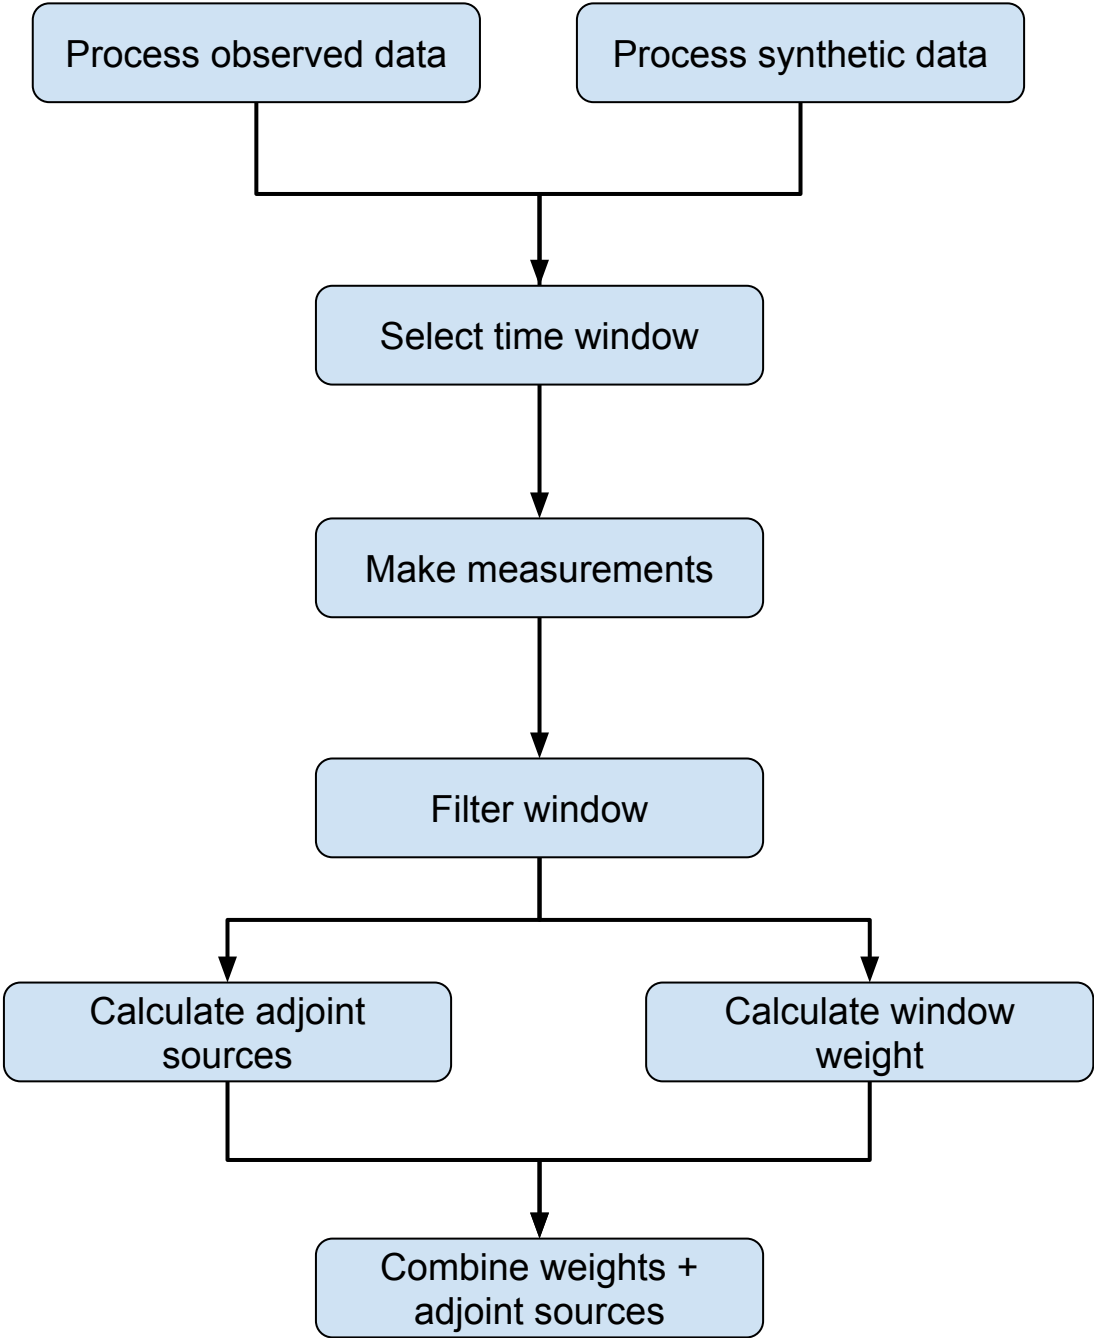 Process observed data
Process synthetic data
Select time window
Make measurements
Filter window
Calculate adjoint
sources
Calculate window
weight
Combine weights +
adjoint sources